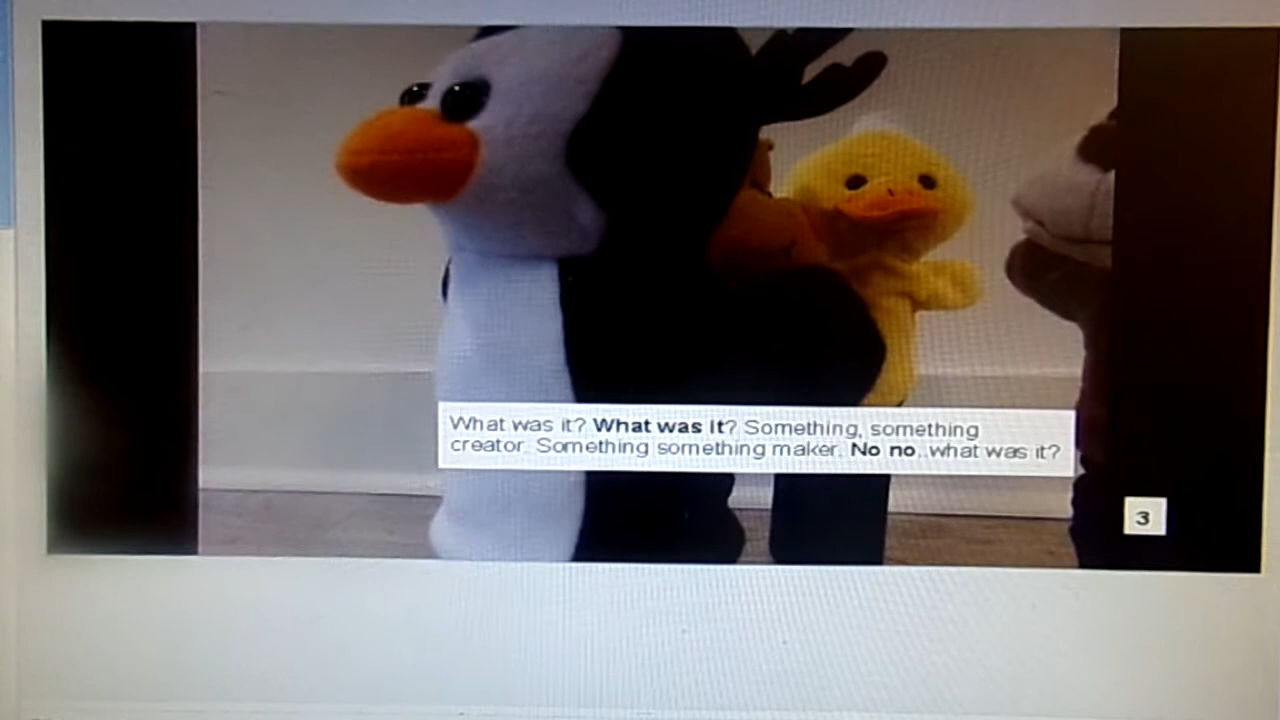 What was it? What was it? Something, something
creator. Something something maker. No no..what was it?
3